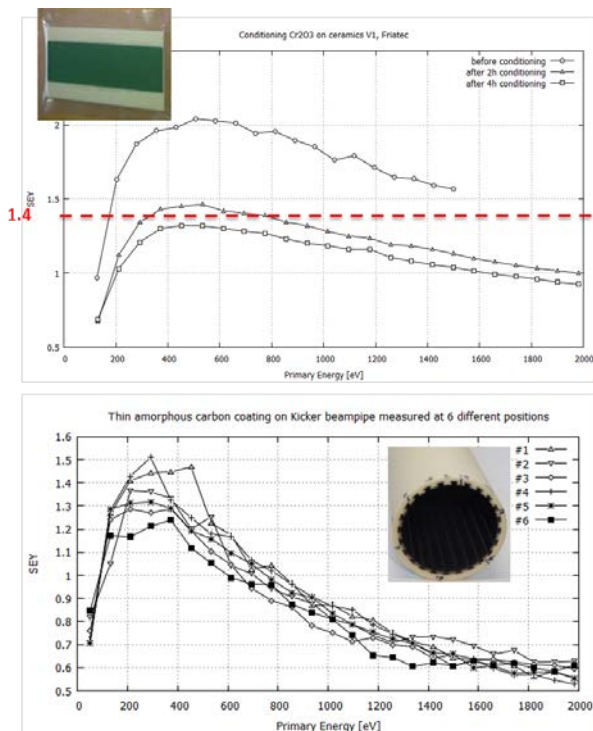 Conditioning Cr2O3 on ceramics V1, Friatec
before conditioning
after 2h conditioning
after 4h conditioning
2
1.5
1.4
1
0.5
SEY
0 200 400 600 800 1000 1200 1400 1600 1800 2000
Primary Energy [eV]
Thin amorphous carbon coating on Kicker beampipe measured at 6 different positions
1.6
1.5
1.4
1.3
1.2
1.1
1
0.9
0.8
0.7
0.6
0.5
SEY
#1
#2
#3
#4
#5
#6
0 200 400 600 800 1000 1200 1400 1600 1800 2000
Primary Energy [eV]